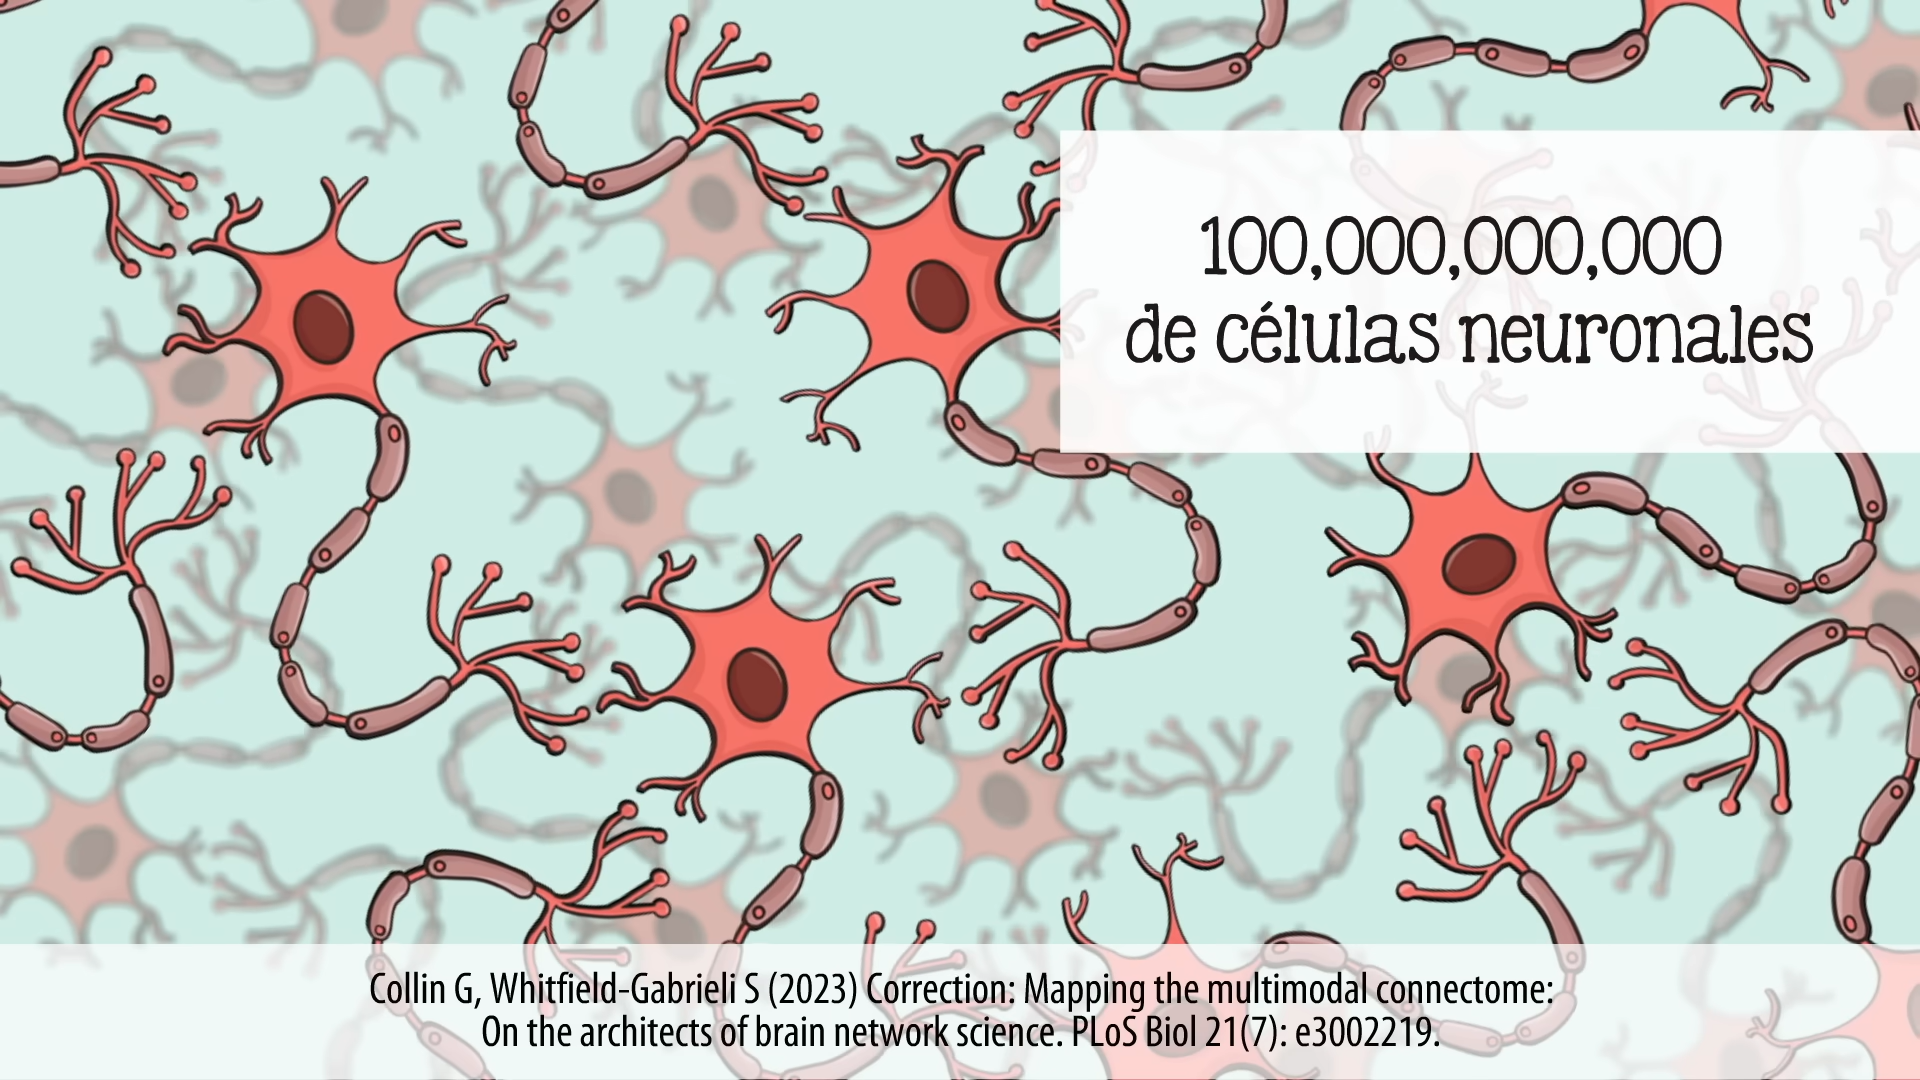 100,000,000,000
de células neuronales
Collin G, Whitfield-Gabrieli S (2023) Correction: Mapping the multimodal connectome:
On the architects of brain network science. PLoS Biol 21(7): e3002219.